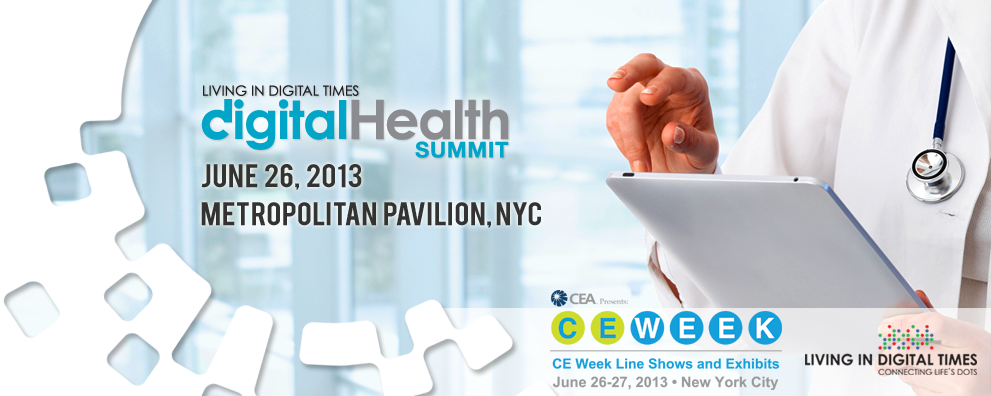 LIVING IN DIGITAL TIMES
digitalHealth
SUMMIT
JUNE 26, 2013
METROPOLITAN PAVILION, NYC
CEA Presents:
CEWEEK
CE Week Line Shows and Exhibits
June 26-27, 2013 • New York City
LIVING IN DIGITAL TIMES
CONNECTING LIFE'S DOTS